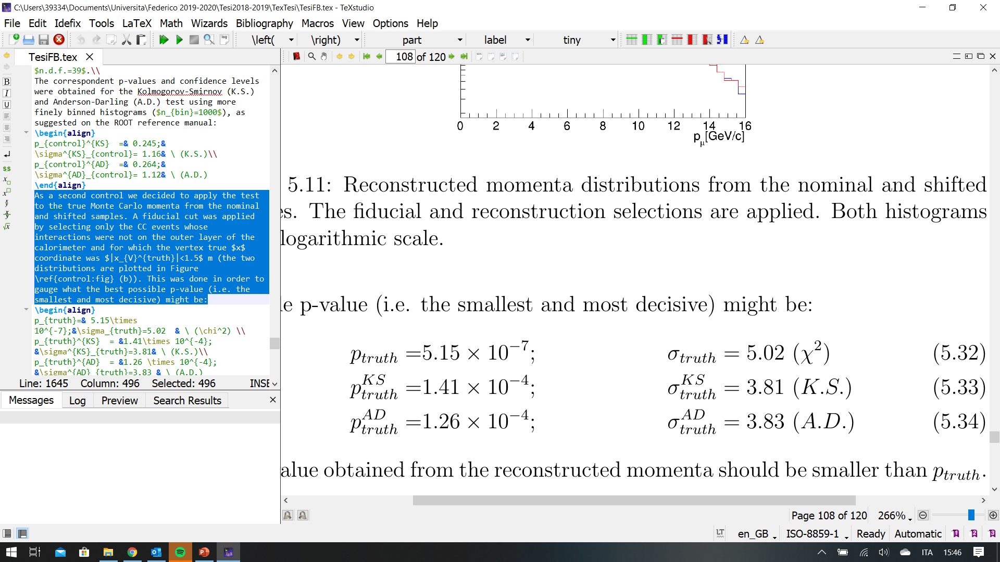 C:\Users\39334\Documents\Universita\Federico 2019-2020\Tesi2018-2019\TexTesi\TesiFB.tex - TeXstudio
File Edit Idefix Tools LaTeX Math Wizards Bibliography Macros View Options Help
\left( \right) part label tiny
TesiFB.tex
108 of 120
$n.d.f.=39$.\\
The correspondent p-values and confidence levels
were obtained for the Kolmogorov-Smirnov (K.S.)
and Anderson-Darling (A.D.) test using more
finely binned histograms ($n_{bin}=1000$), as
suggested on the ROOT reference manual:
\begin{align}
p_{control}^{KS}  =& 0.245;&
\sigma^{KS}_{control}= 1.16& \ (K.S.)\\
p_{control}^{AD}  =& 0.264;&
\sigma^{AD}_{control}= 1.12& \ (A.D.)
\end{align}
As a second control we decided to apply the test
to the true Monte Carlo momenta from the nominal
and shifted samples. A fiducial cut was applied
by selecting only the CC events whose
interactions were not on the outer layer of the
calorimeter and for which the vertex true $x$
coordinate was $|x_{V}^{truth}|<1.5$ m (the two
distributions are plotted in Figure
\ref{control:fig} (b)). This was done in order to
gauge what the best possible p-value (i.e. the
smallest and most decisive) might be:
\begin{align}
p_{truth}=& 5.15\times
10^{-7};&\sigma_{truth}=5.02  & \ (\chi^2) \\
p_{truth}^{KS}  = &1.41\times 10^{-4};
&\sigma^{KS}_{truth}=3.81& \ (K.S.)\\
p_{truth}^{AD}  = &1.26 \times 10^{-4};
&\sigma^{AD}_{truth}=3.83 & \ (A.D.)
Line: 1645 Column: 496 Selected: 496 INSE
Messages Log Preview Search Results
0 2 4 6 8 10 12 14 16
p_μ[GeV/c]
5.11: Reconstructed momenta distributions from the nominal and shifted
es. The fiducial and reconstruction selections are applied. Both histograms
logarithmic scale.
le p-value (i.e. the smallest and most decisive) might be:
p_{truth} =5.15 × 10^{−7}; σ_{truth} = 5.02 (χ^2) (5.32)
p^{KS}_{truth} =1.41 × 10^{−4}; σ^{KS}_{truth} = 3.81 (K.S.) (5.33)
p^{AD}_{truth} =1.26 × 10^{−4}; σ^{AD}_{truth} = 3.83 (A.D.) (5.34)
alue obtained from the reconstructed momenta should be smaller than p_{truth}.
Page 108 of 120 266%
en_GB ISO-8859-1 Ready Automatic
ITA 15:46